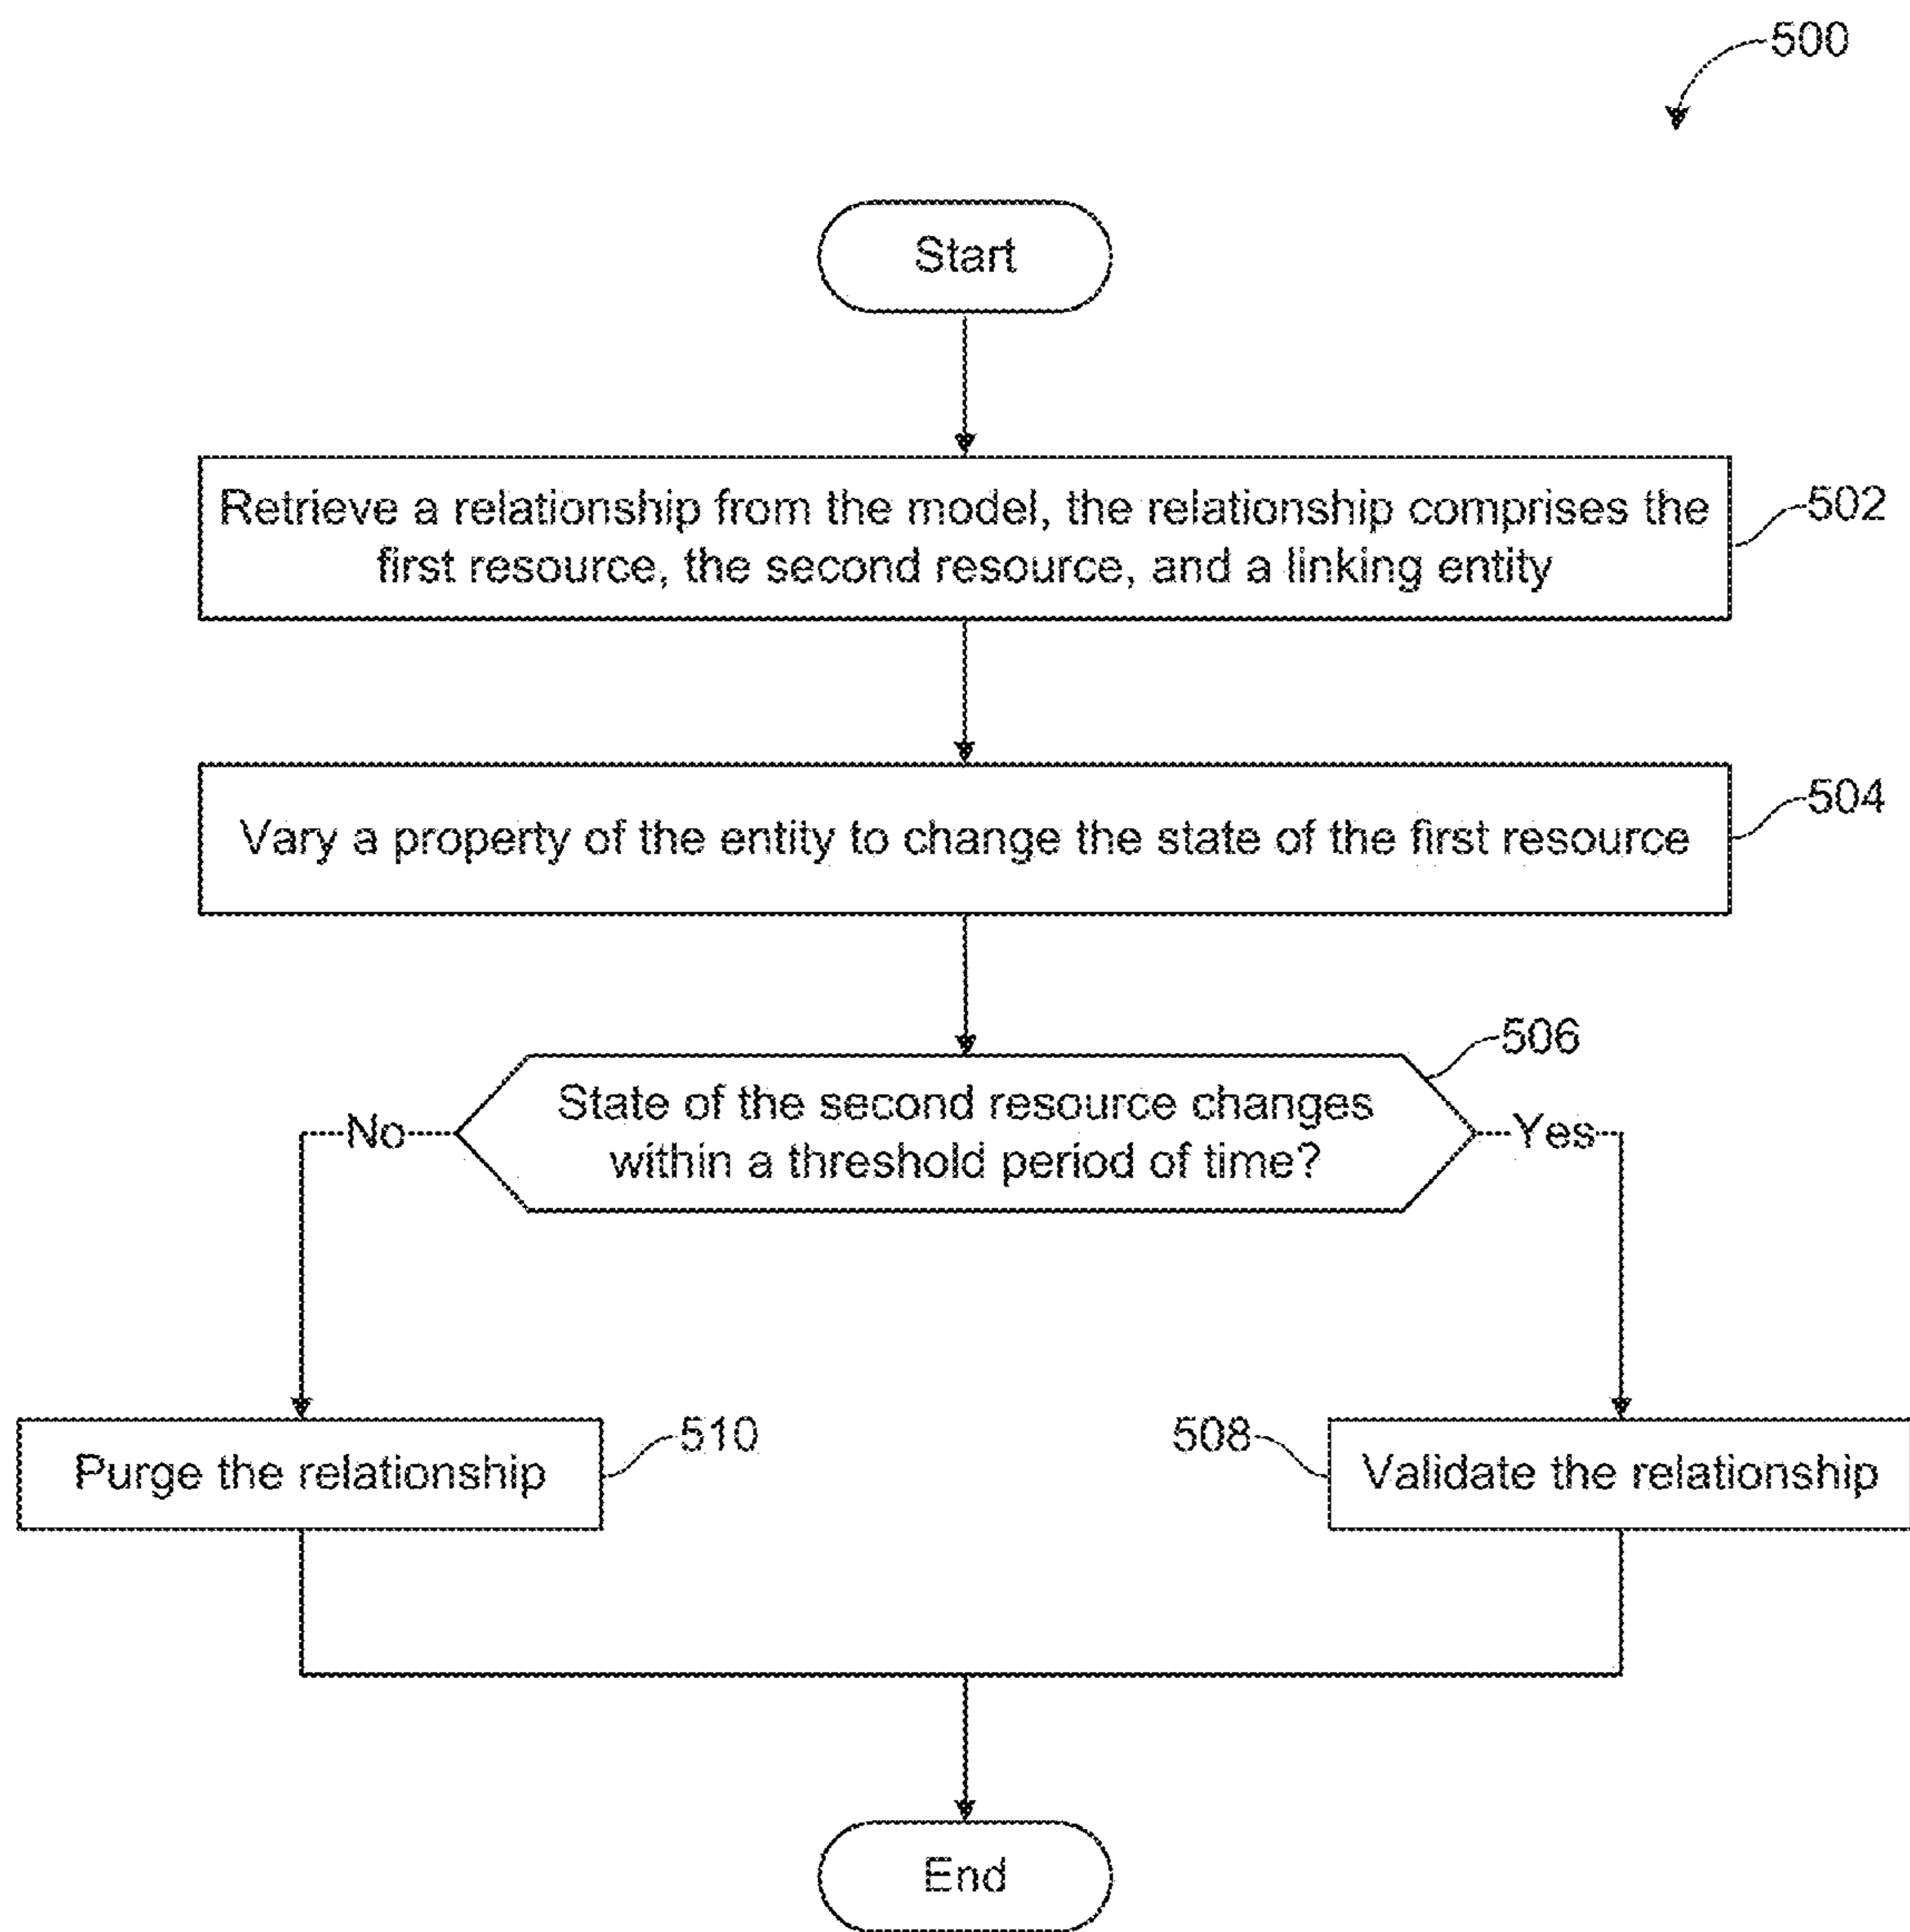 500
Start
Retrieve a relationship from the model, the relationship comprises the
first resource, the second resource, and a linking entity
502
Vary a property of the entity to change the state of the first resource
504
506
State of the second resource changes
within a threshold period of time?
No
Yes
Purge the relationship
510
508
Validate the relationship
End